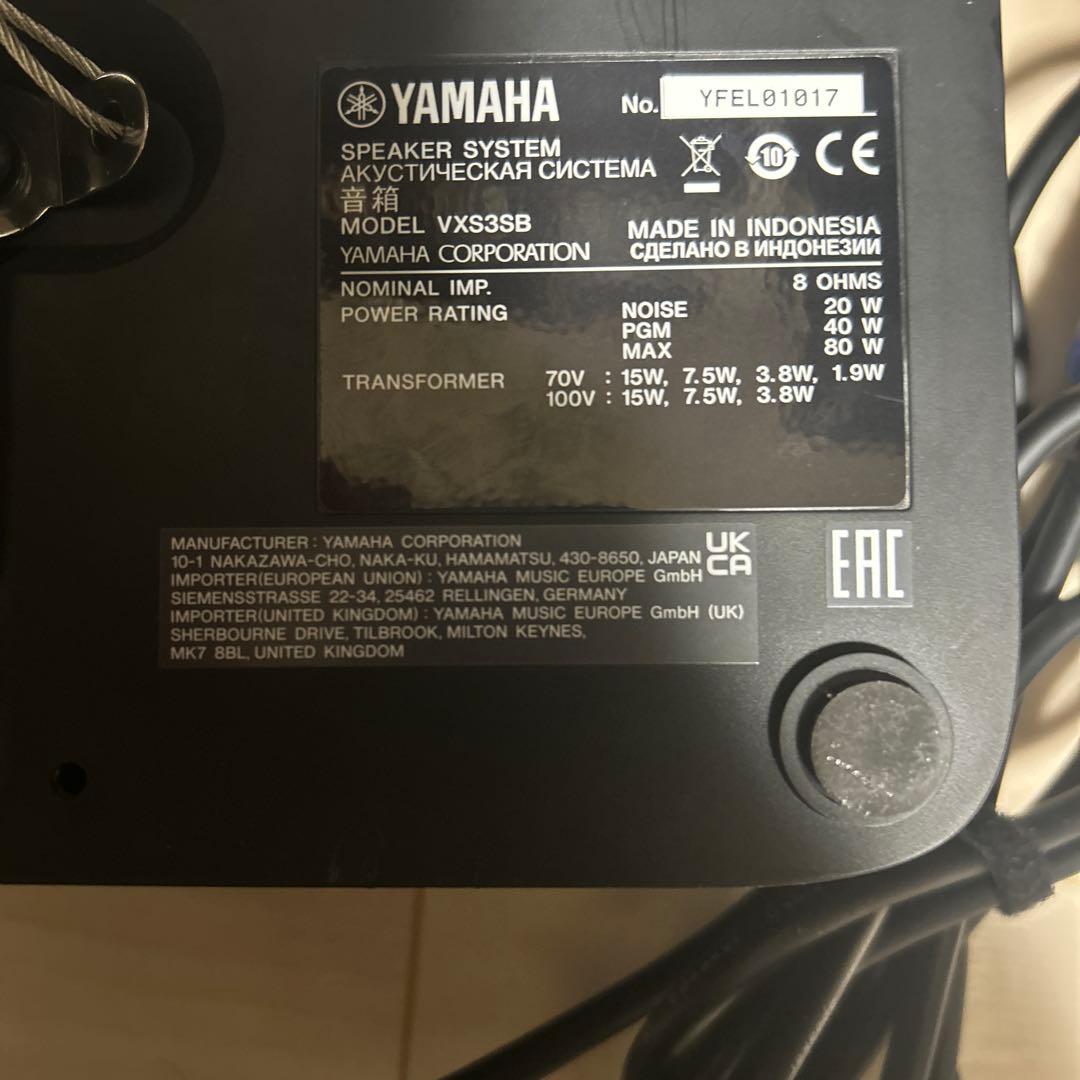 YAMAHA No. YFEL01017
SPEAKER SYSTEM
АКУСТИЧЕСКАЯ СИСТЕМА
10 CE
音箱
MODEL VXS3SB MADE IN INDONESIA
YAMAHA CORPORATION СДЕЛАНО В ИНДОНЕЗИИ
NOMINAL IMP. 8 OHMS
POWER RATING NOISE 20 W
PGM 40 W
MAX 80 W
TRANSFORMER 70V : 15W, 7.5W, 3.8W, 1.9W
100V : 15W, 7.5W, 3.8W
MANUFACTURER : YAMAHA CORPORATION
10-1 NAKAZAWA-CHO, NAKA-KU, HAMAMATSU, 430-8650, JAPAN
IMPORTER(EUROPEAN UNION) : YAMAHA MUSIC EUROPE GmbH
SIEMENSSTRASSE 22-34, 25462 RELLINGEN, GERMANY
IMPORTER(UNITED KINGDOM) : YAMAHA MUSIC EUROPE GmbH (UK)
SHERBOURNE DRIVE, TILBROOK, MILTON KEYNES,
MK7 8BL, UNITED KINGDOM
UK
CA
EAC